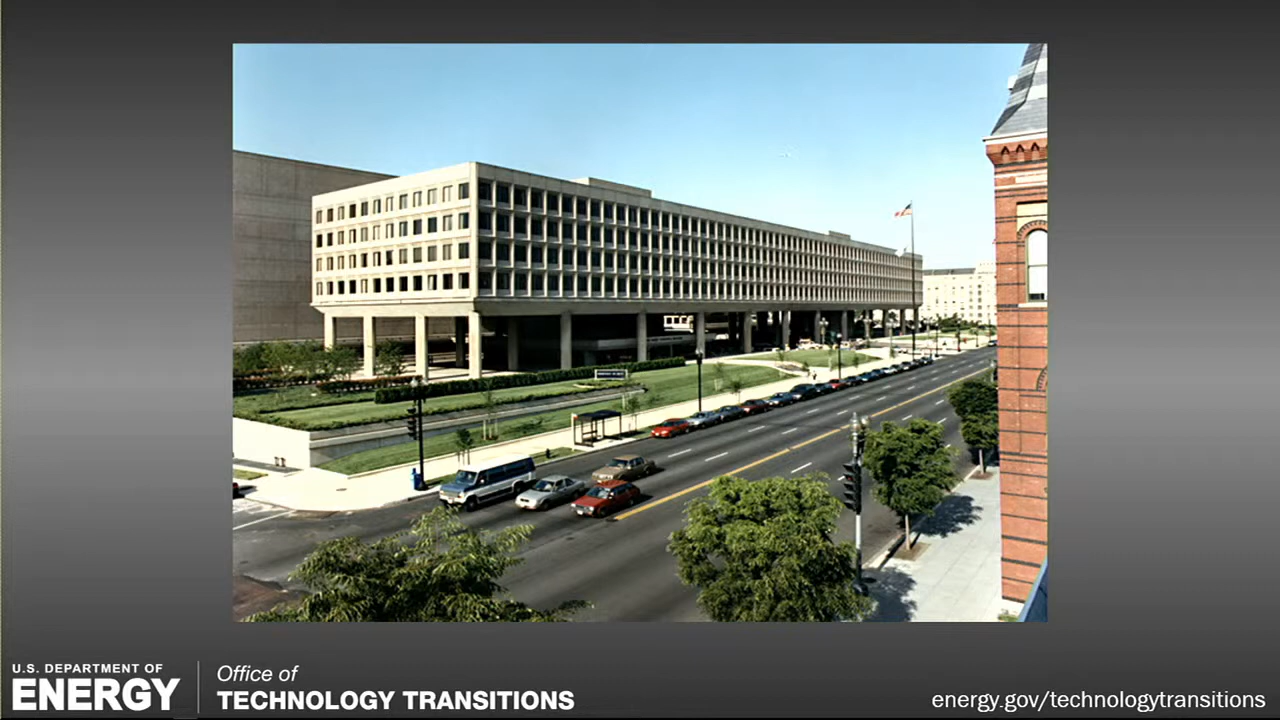 U.S. DEPARTMENT OF
ENERGY
Office of
TECHNOLOGY TRANSITIONS
energy.gov/technologytransitions